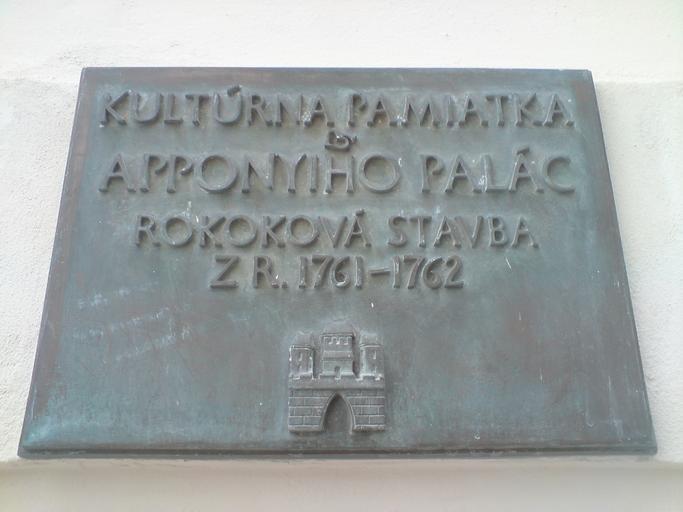 KULTÚRNA PAMIATKA
APPONYIHO PALÁC
ROKOKOVÁ STAVBA
Z R. 1761-1762